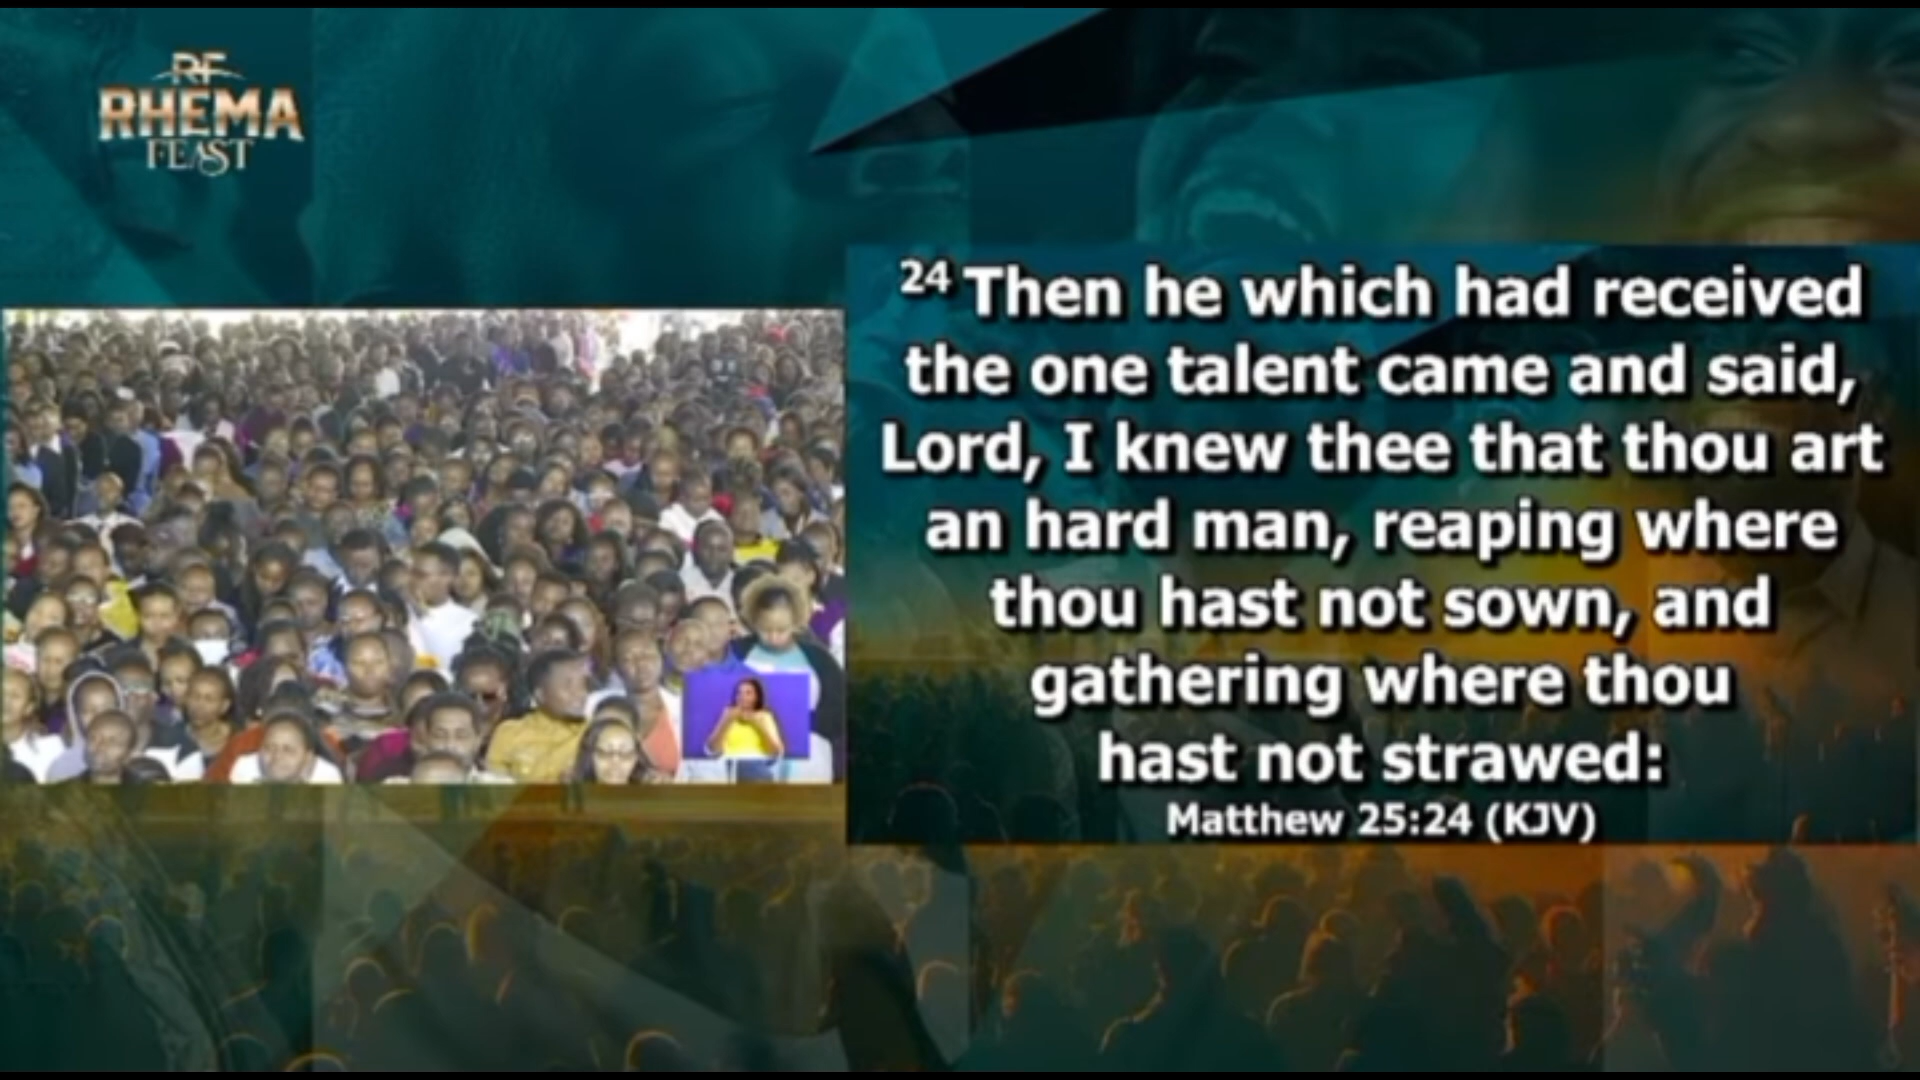 RF
RHEMA
FEAST
24 Then he which had received
the one talent came and said,
Lord, I knew thee that thou art
an hard man, reaping where
thou hast not sown, and
gathering where thou
hast not strawed:
Matthew 25:24 (KJV)